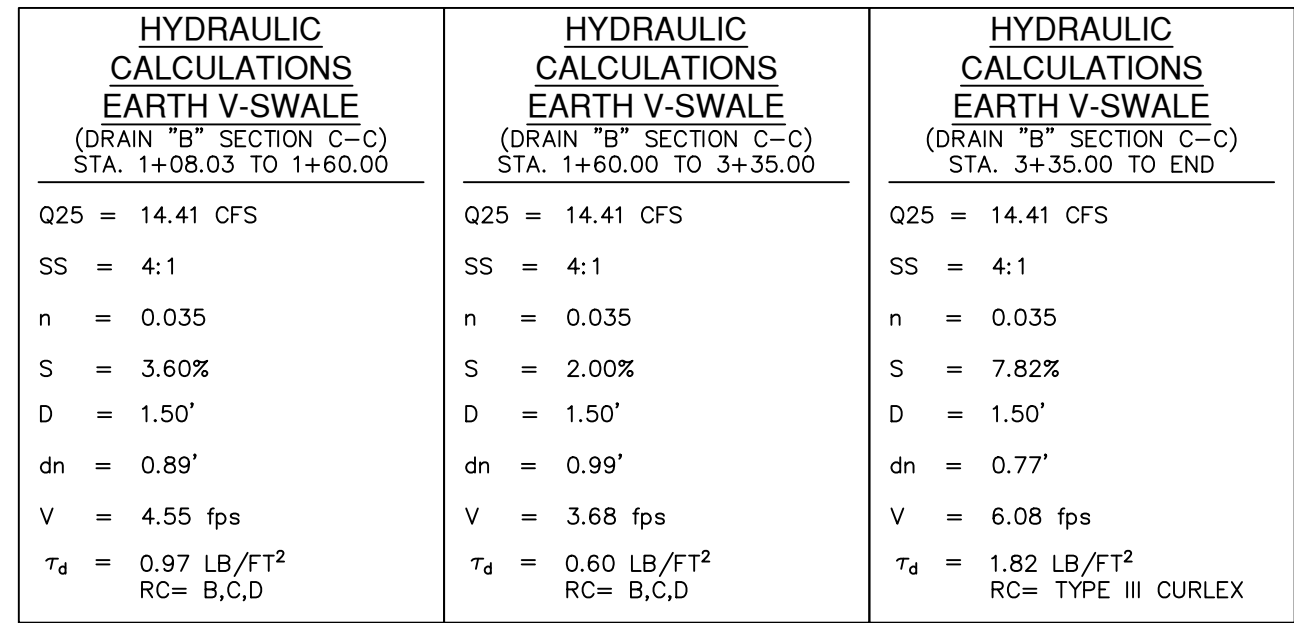 HYDRAULIC
CALCULATIONS
EARTH V-SWALE
(DRAIN "B" SECTION C-C)
STA. 1+08.03 TO 1+60.00
Q25 = 14.41 CFS
SS = 4:1
n = 0.035
S = 3.60%
D = 1.50'
dn = 0.89'
V = 4.55 fps
τd = 0.97 LB/FT²
RC= B,C,D
HYDRAULIC
CALCULATIONS
EARTH V-SWALE
(DRAIN "B" SECTION C-C)
STA. 1+60.00 TO 3+35.00
Q25 = 14.41 CFS
SS = 4:1
n = 0.035
S = 2.00%
D = 1.50'
dn = 0.99'
V = 3.68 fps
τd = 0.60 LB/FT²
RC= B,C,D
HYDRAULIC
CALCULATIONS
EARTH V-SWALE
(DRAIN "B" SECTION C-C)
STA. 3+35.00 TO END
Q25 = 14.41 CFS
SS = 4:1
n = 0.035
S = 7.82%
D = 1.50'
dn = 0.77'
V = 6.08 fps
τd = 1.82 LB/FT²
RC= TYPE III CURLEX